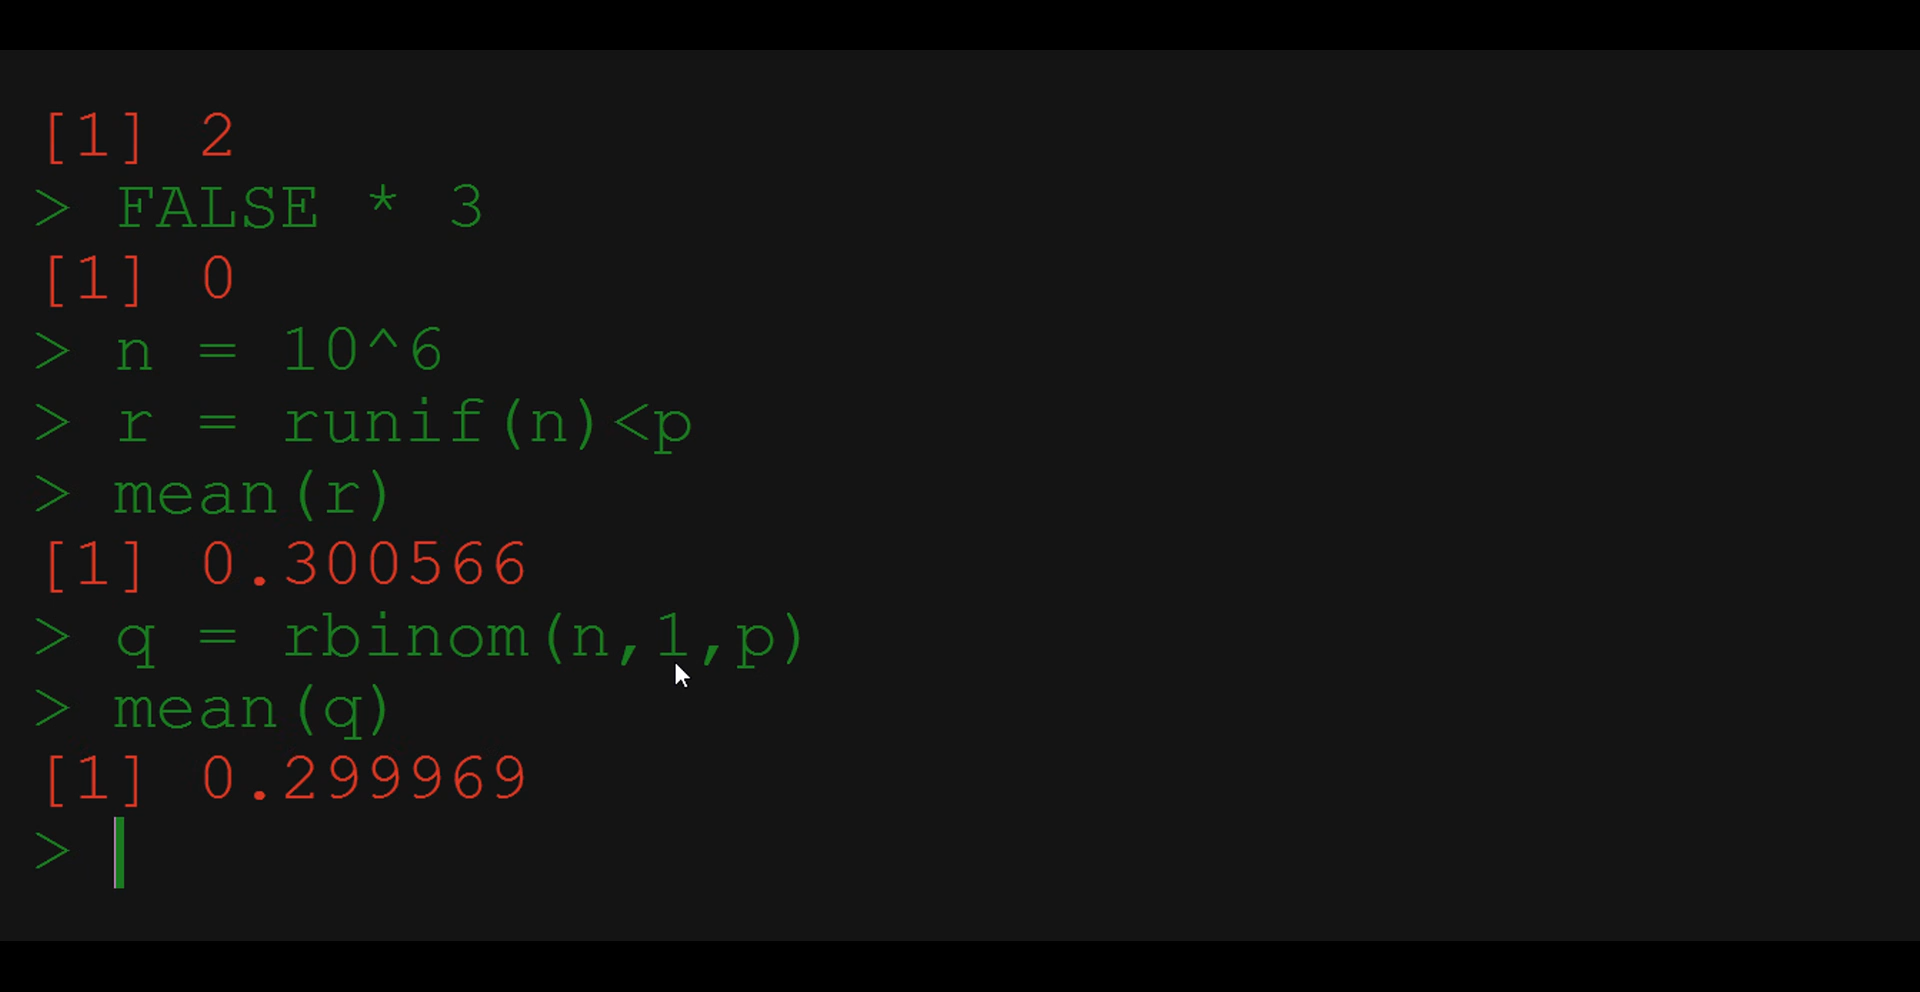 [1] 2
> FALSE * 3
[1] 0
> n = 10^6
> r = runif(n)<p
> mean(r)
[1] 0.300566
> q = rbinom(n,1,p)
> mean(q)
[1] 0.299969
>